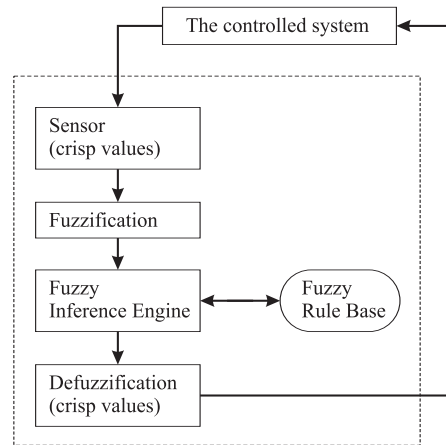 The controlled system
Sensor
(crisp values)
Fuzzification
Fuzzy
Inference Engine
Fuzzy
Rule Base
Defuzzification
(crisp values)